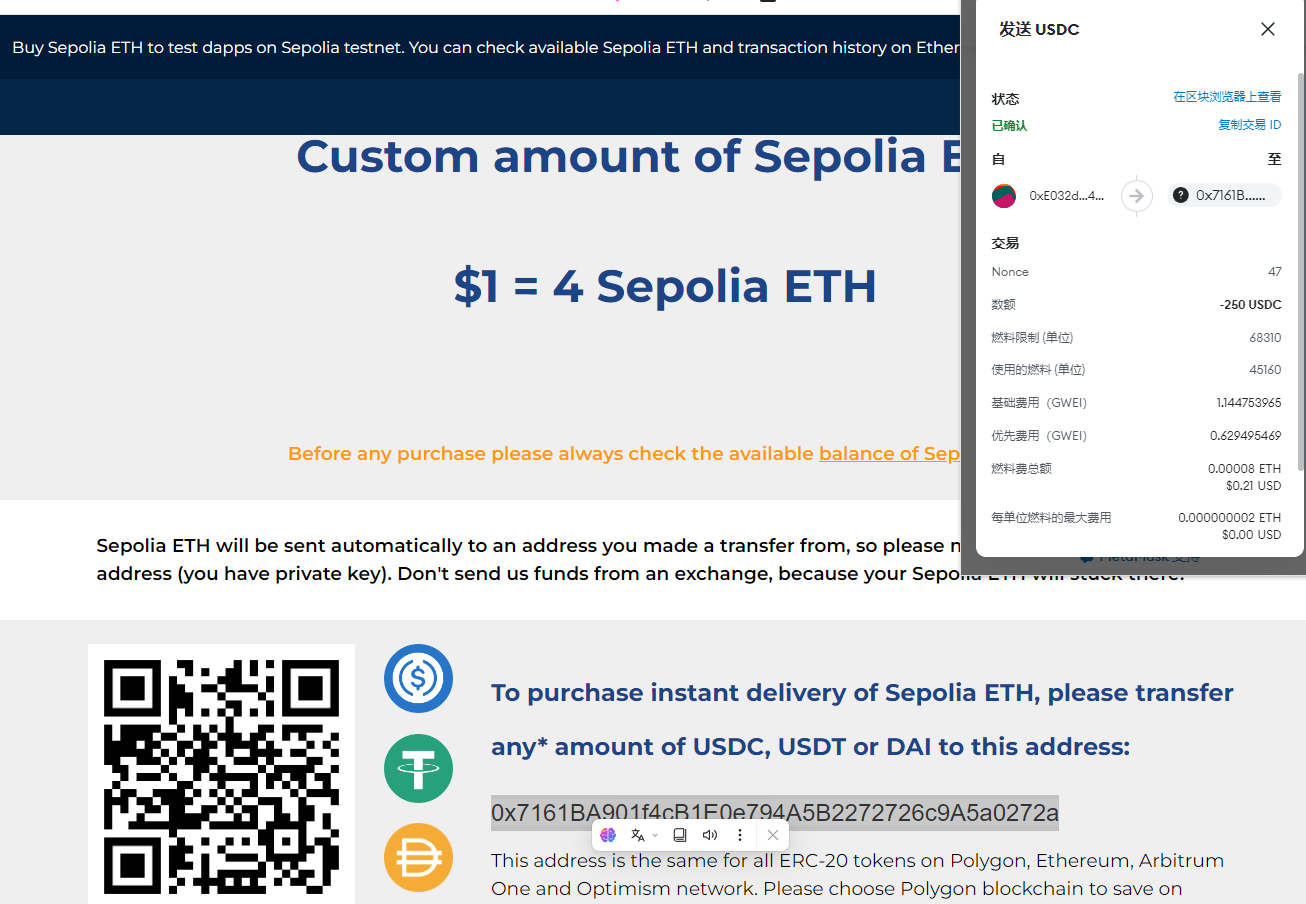 Buy Sepolia ETH to test dapps on Sepolia testnet. You can check available Sepolia ETH and transaction history on Ether
Custom amount of Sepolia E
$1 = 4 Sepolia ETH
Before any purchase please always check the available balance of Sep
Sepolia ETH will be sent automatically to an address you made a transfer from, so please
address (you have private key). Don't send us funds from an exchange, because your Sepolia ETH will stuck there.
To purchase instant delivery of Sepolia ETH, please transfer
any* amount of USDC, USDT or DAI to this address:
0x7161BA901f4cB1E0e794A5B2272726c9A5a0272a
This address is the same for all ERC-20 tokens on Polygon, Ethereum, Arbitrum
One and Optimism network. Please choose Polygon blockchain to save on
发送 USDC
状态
在区块浏览器上查看
已确认
复制交易 ID
自
至
0xE032d...4...
0x7161B......
交易
Nonce
47
数额
-250 USDC
燃料限制 (单位)
68310
使用的燃料 (单位)
45160
基础费用（GWEI）
1.144753965
优先费用（GWEI）
0.629495469
燃料费总额
0.00008 ETH
$0.21 USD
每单位燃料的最大费用
0.000000002 ETH
$0.00 USD
MetaMask 支持